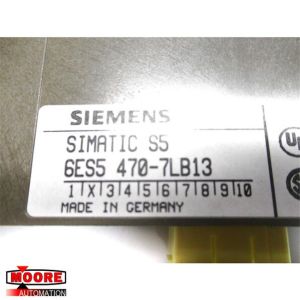 SIEMENS
SIMATIC S5
6ES5 470-7LB13
1|X|3|4|5|6|7|8|9|10
MADE IN GERMANY
MOORE
AUTOMATION